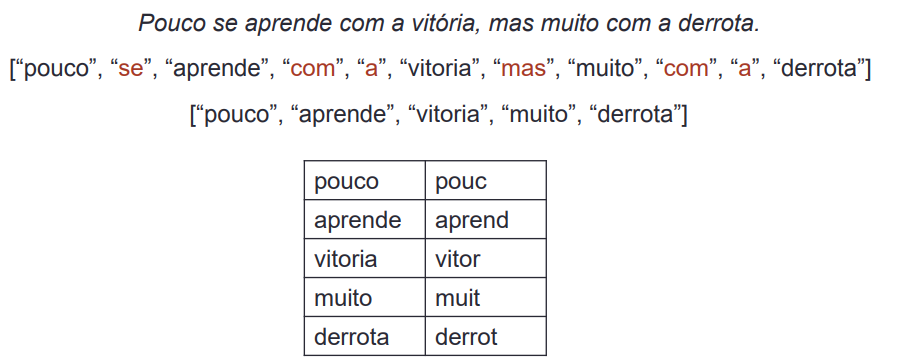 Pouco se aprende com a vitória, mas muito com a derrota.
[“pouco”, “se”, “aprende”, “com”, “a”, “vitoria”, “mas”, “muito”, “com”, “a”, “derrota”]
[“pouco”, “aprende”, “vitoria”, “muito”, “derrota”]
pouco pouc
aprende aprend
vitoria vitor
muito muit
derrota derrot